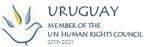 URUGUAY
MEMBER OF THE
UN HUMAN RIGHTS COUNCIL
2019-2021